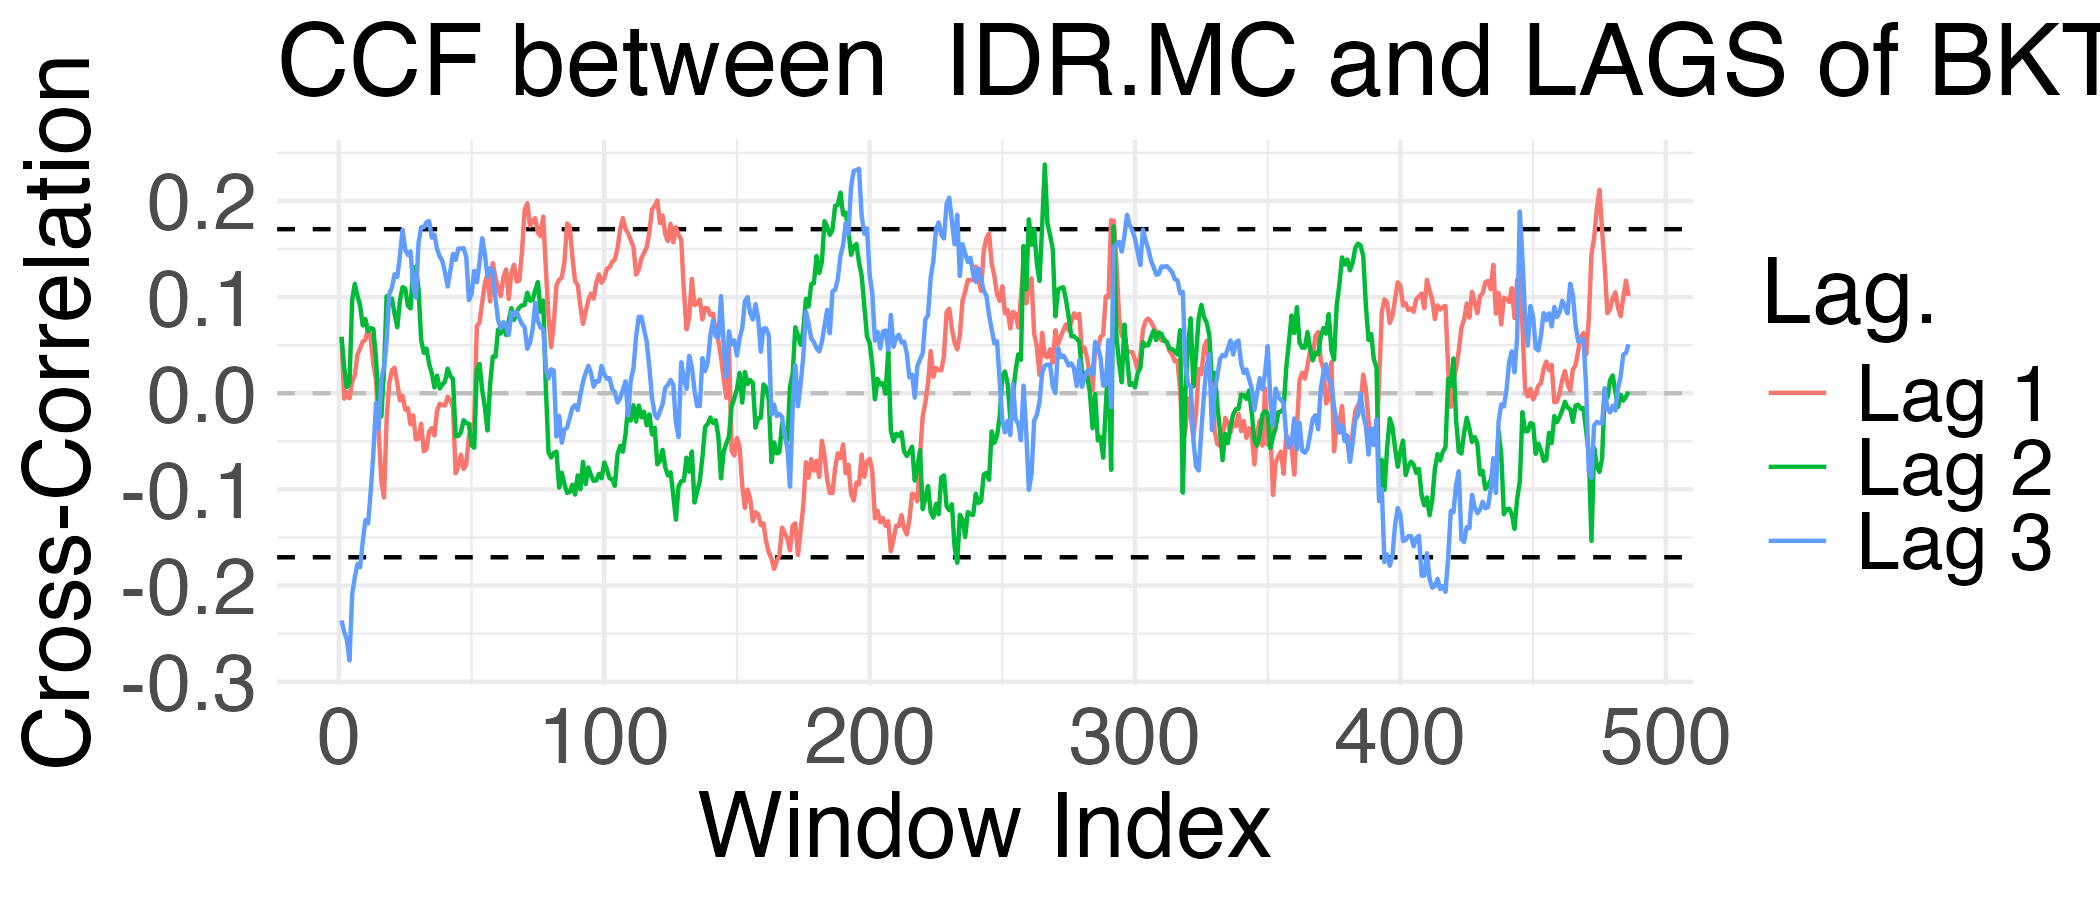 CCF between  IDR.MC and LAGS of BKT
Cross-Correlation
0.2
0.1
0.0
-0.1
-0.2
-0.3
0 100 200 300 400 500
Window Index
Lag.
Lag 1
Lag 2
Lag 3